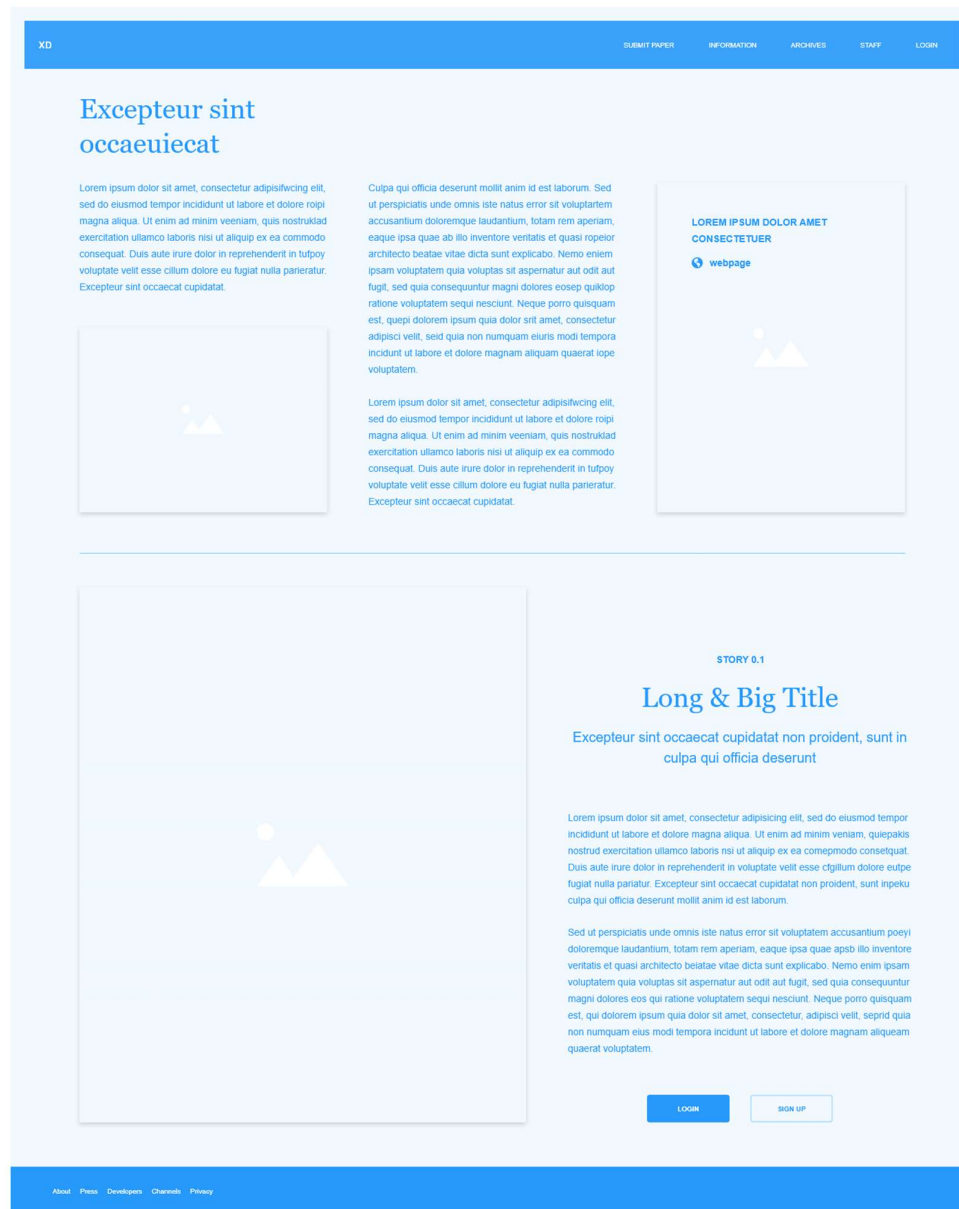 XD
SUBMIT PAPER
INFORMATION
ARCHIVES
STAFF
LOGIN
Excepteur sint
occaeuiecat
Lorem ipsum dolor sit amet, consectetur adipisifwcing elit,
sed do eiusmod tempor incididunt ut labore et dolore roipi
magna aliqua. Ut enim ad minim veeniam, quis nostruklad
exercitation ullamco laboris nisi ut aliquip ex ea commodo
consequat. Duis aute irure dolor in reprehenderit in tufpoy
voluptate velit esse cillum dolore eu fugiat nulla parieratur.
Excepteur sint occaecat cupidatat.
Culpa qui officia deserunt mollit anim id est laborum. Sed
ut perspiciatis unde omnis iste natus error sit voluptartem
accusantium doloremque laudantium, totam rem aperiam,
eaque ipsa quae ab illo inventore veritatis et quasi ropeior
architecto beatae vitae dicta sunt explicabo. Nemo eniem
ipsam voluptatem quia voluptas sit aspernatur aut odit aut
fugit, sed quia consequuntur magni dolores eosep quiklop
ratione voluptatem sequi nesciunt. Neque porro quisquam
est, quepi dolorem ipsum quia dolor srit amet, consectetur
adipisci velit, seid quia non numquam eiuris modi tempora
incidunt ut labore et dolore magnam aliquam quaerat iope
voluptatem.
Lorem ipsum dolor sit amet, consectetur adipisifwcing elit,
sed do eiusmod tempor incididunt ut labore et dolore roipi
magna aliqua. Ut enim ad minim veeniam, quis nostruklad
exercitation ullamco laboris nisi ut aliquip ex ea commodo
consequat. Duis aute irure dolor in reprehenderit in tufpoy
voluptate velit esse cillum dolore eu fugiat nulla parieratur.
Excepteur sint occaecat cupidatat.
LOREM IPSUM DOLOR AMET
CONSECTETUER
webpage
STORY 0.1
Long & Big Title
Excepteur sint occaecat cupidatat non proident, sunt in
culpa qui officia deserunt
Lorem ipsum dolor sit amet, consectetur adipisicing elit, sed do eiusmod tempor
incididunt ut labore et dolore magna aliqua. Ut enim ad minim veniam, quiepakis
nostrud exercitation ullamco laboris nsi ut aliquip ex ea comepmodo consetquat.
Duis aute irure dolor in reprehenderit in voluptate velit esse cfgillum dolore eutpe
fugiat nulla pariatur. Excepteur sint occaecat cupidatat non proident, sunt inpeku
culpa qui officia deserunt mollit anim id est laborum.
Sed ut perspiciatis unde omnis iste natus error sit voluptatem accusantium poeyi
doloremque laudantium, totam rem aperiam, eaque ipsa quae apsb illo inventore
veritatis et quasi architecto beiatae vitae dicta sunt explicabo. Nemo enim ipsam
voluptatem quia voluptas sit aspernatur aut odit aut fugit, sed quia consequuntur
magni dolores eos qui ratione voluptatem sequi nesciunt. Neque porro quisquam
est, qui dolorem ipsum quia dolor sit amet, consectetur, adipisci velit, seprid quia
non numquam eius modi tempora incidunt ut labore et dolore magnam aliqueam
quaerat voluptatem.
LOGIN
SIGN UP
About
Press
Developers
Channels
Privacy